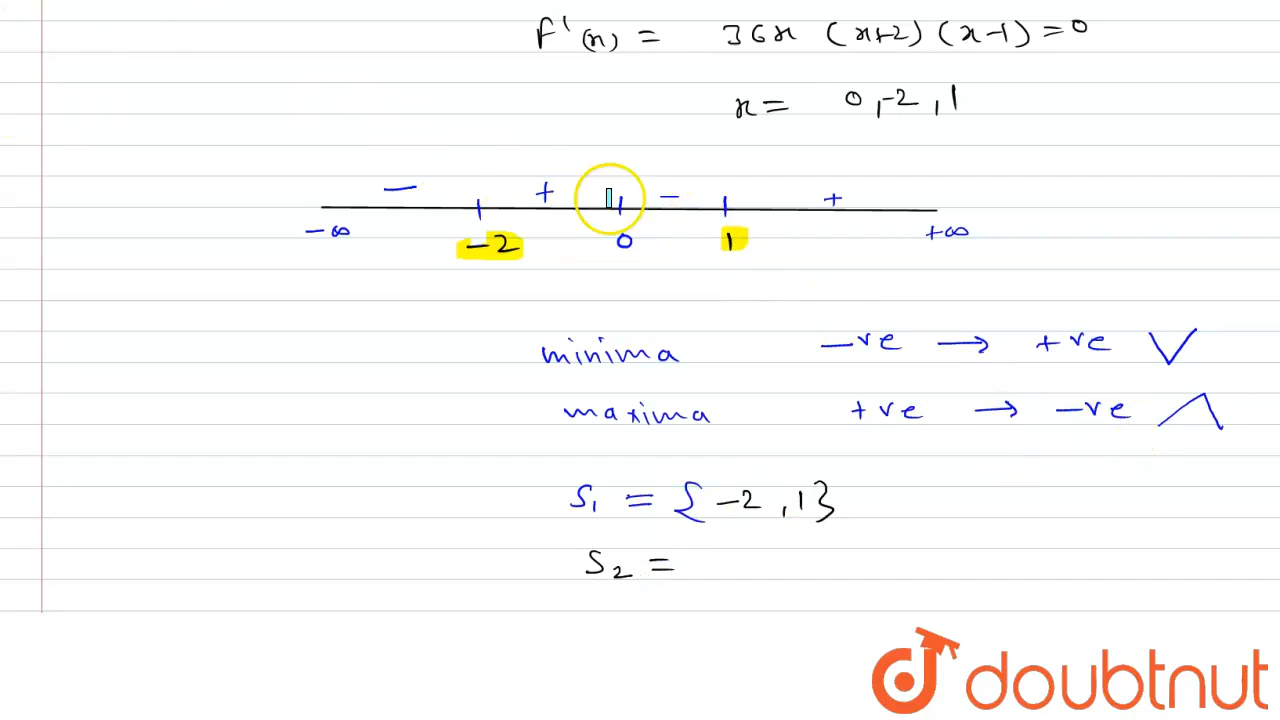 F'(x) = 36x (x+2)(x-1) = 0
x = 0, -2, 1
- + - +
-∞ -2 0 1 +∞
minima -ve → +ve
maxima +ve → -ve
S₁ = {-2, 1}
S₂ =
doubtnut